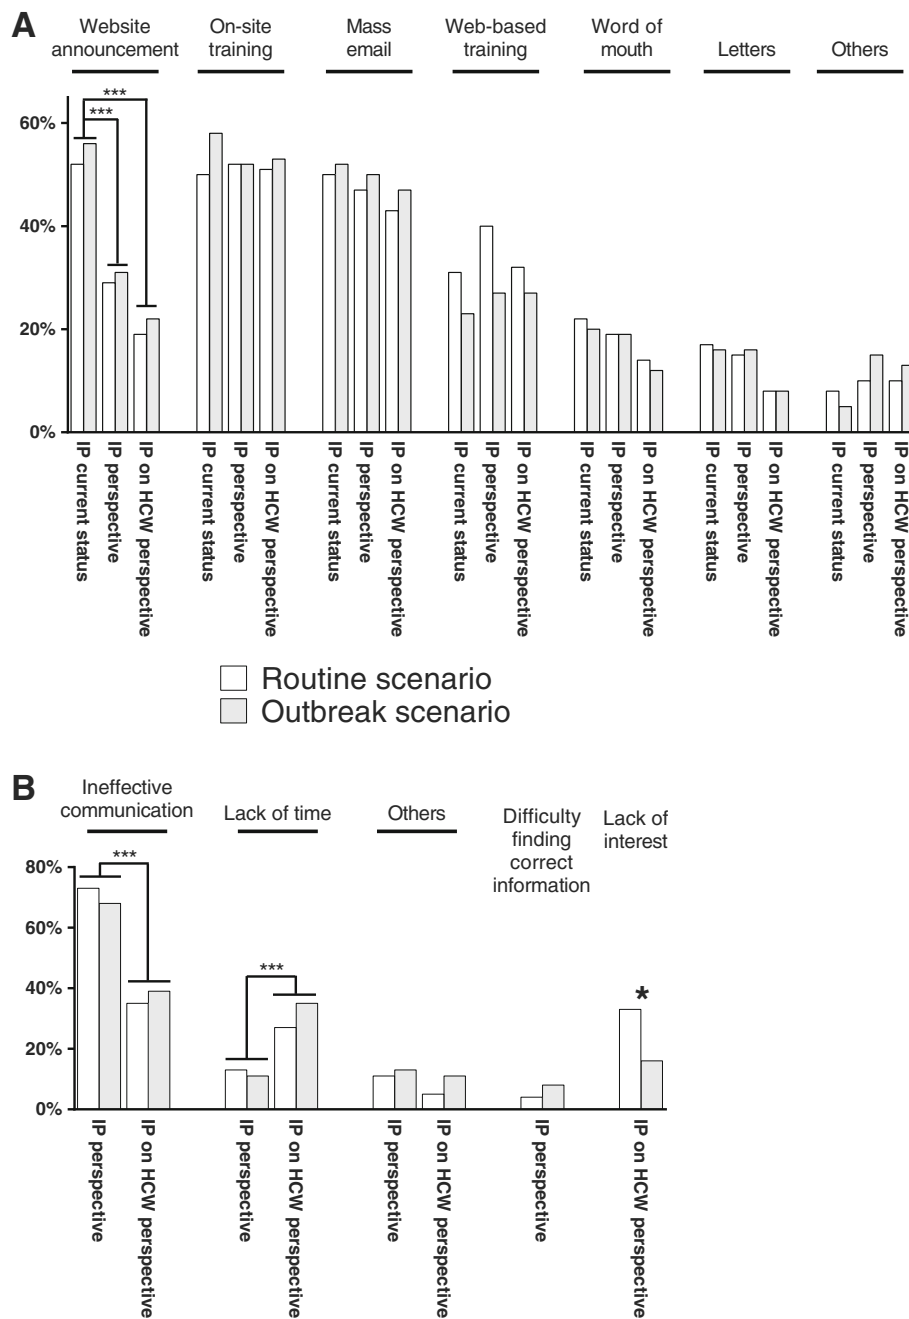 A
Website
announcement
On-site
training
Mass
email
Web-based
training
Word of
mouth
Letters
Others
***
***
60%
40%
20%
0%
IP current status
IP perspective
IP on HCW perspective
IP current status
IP perspective
IP on HCW perspective
IP current status
IP perspective
IP on HCW perspective
IP current status
IP perspective
IP on HCW perspective
IP current status
IP perspective
IP on HCW perspective
IP current status
IP perspective
IP on HCW perspective
IP current status
IP perspective
IP on HCW perspective
Routine scenario
Outbreak scenario
B
Ineffective
communication
Lack of time
Others
Difficulty
finding
correct
information
Lack of
interest
***
***
*
80%
60%
40%
20%
0%
IP perspective
IP on HCW perspective
IP perspective
IP on HCW perspective
IP perspective
IP on HCW perspective
IP perspective
IP on HCW perspective